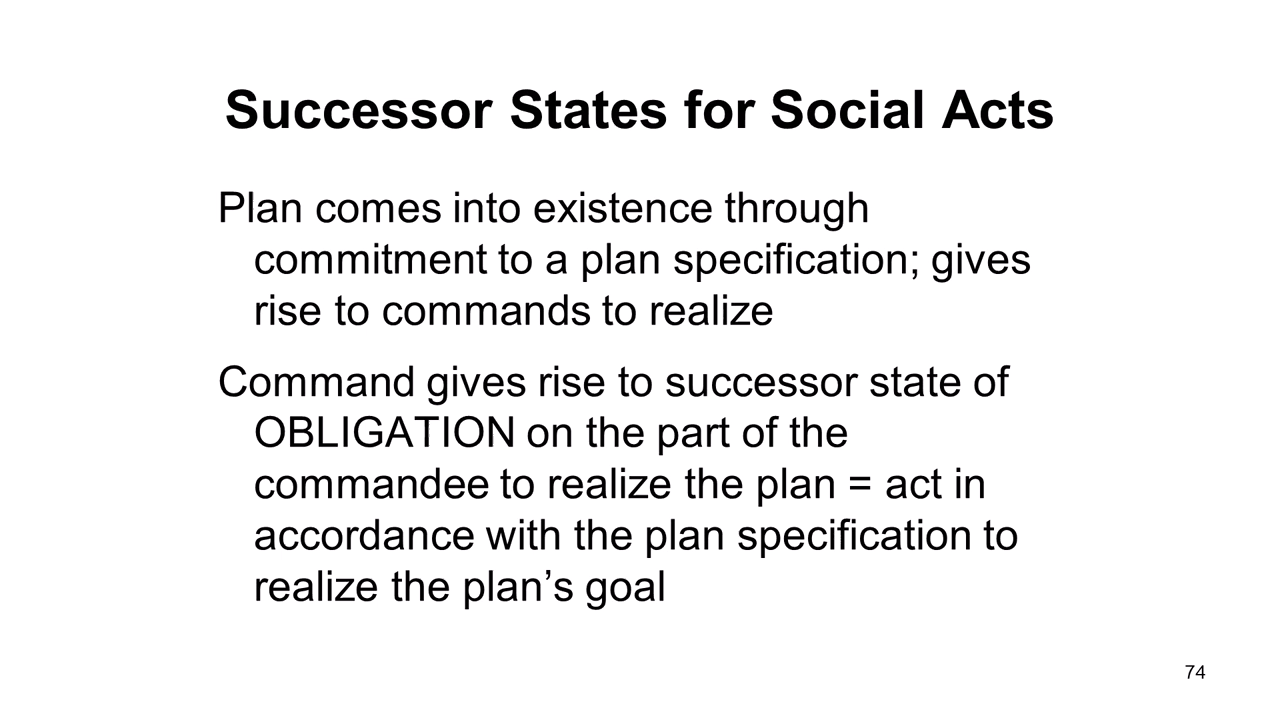 Successor States for Social Acts
Plan comes into existence through
commitment to a plan specification; gives
rise to commands to realize
Command gives rise to successor state of
OBLIGATION on the part of the
commandee to realize the plan = act in
accordance with the plan specification to
realize the plan’s goal
74